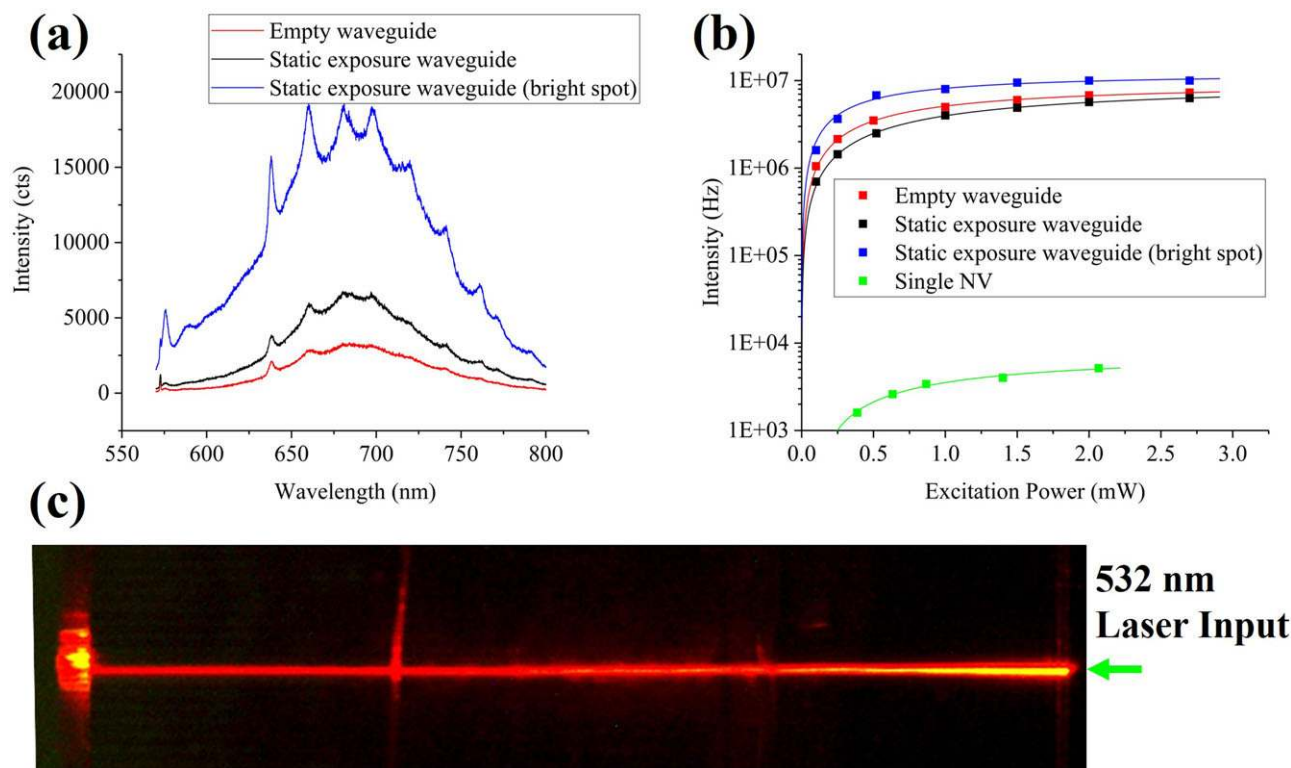 (a)
Empty waveguide
Static exposure waveguide
Static exposure waveguide (bright spot)
20000
15000
10000
5000
0
Intensity (cts)
550 600 650 700 750 800
Wavelength (nm)
(b)
1E+07
1E+06
1E+05
1E+04
1E+03
Intensity (Hz)
Empty waveguide
Static exposure waveguide
Static exposure waveguide (bright spot)
Single NV
0.0 0.5 1.0 1.5 2.0 2.5 3.0
Excitation Power (mW)
(c)
532 nm
Laser Input